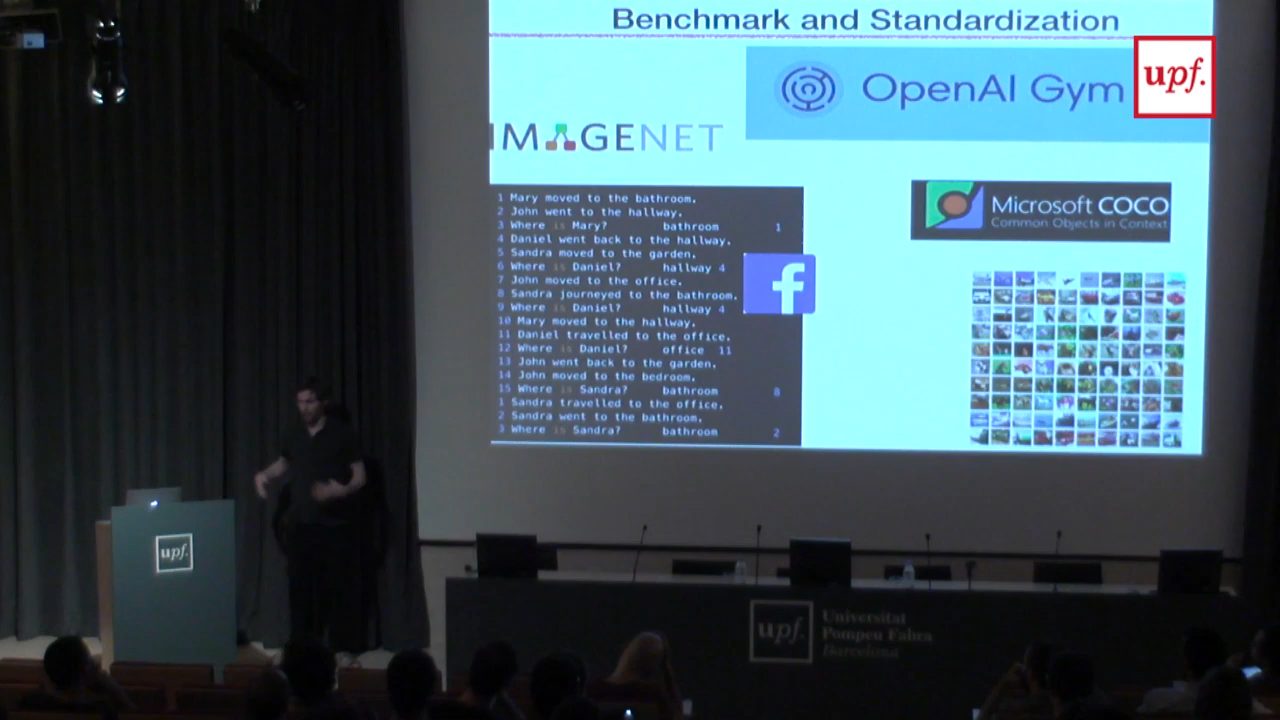 Benchmark and Standardization
OpenAI Gym
upf.
IMAGENET
1 Mary moved to the bathroom.
2 John went to the hallway.
3 Where is Mary? bathroom 1
4 Daniel went back to the hallway.
5 Sandra moved to the garden.
6 Where is Daniel? hallway 4
7 John moved to the office.
8 Sandra journeyed to the bathroom.
9 Where is Daniel? hallway 4
10 Mary moved to the hallway.
11 Daniel travelled to the office.
12 Where is Daniel? office 11
13 John went back to the garden.
14 John moved to the bedroom.
15 Where is Sandra? bathroom 8
1 Sandra travelled to the office.
2 Sandra went to the bathroom.
3 Where is Sandra? bathroom 2
f
Microsoft COCO
Common Objects in Context
upf.
upf.
Universitat
Pompeu Fabra
Barcelona